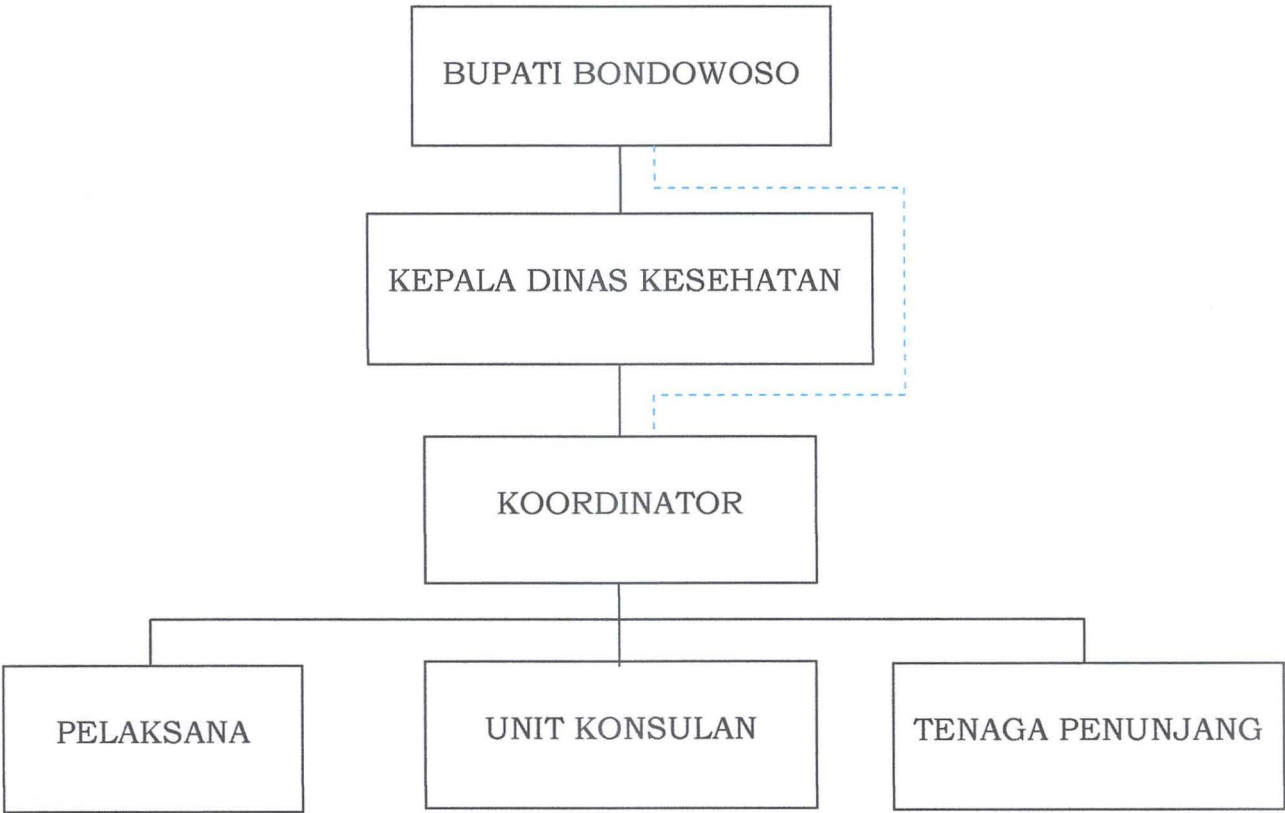 BUPATI BONDOWOSO
KEPALA DINAS KESEHATAN
KOORDINATOR
PELAKSANA
UNIT KONSULAN
TENAGA PENUNJANG